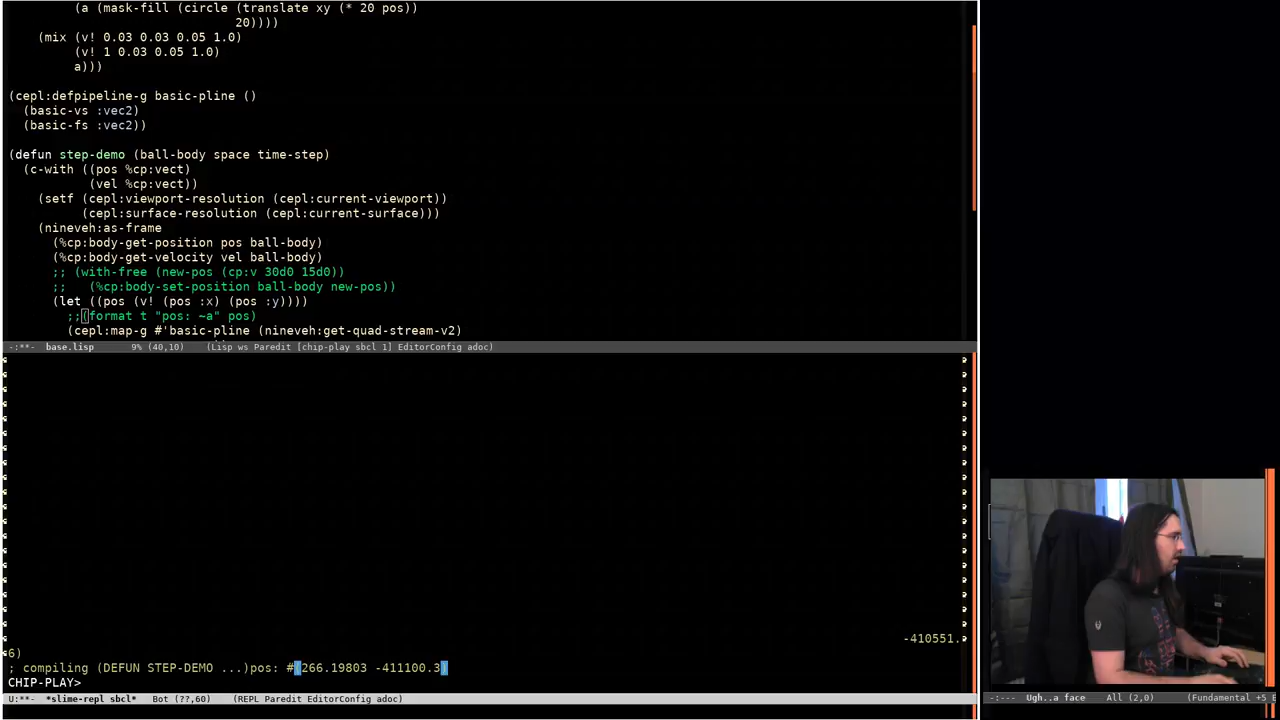 (a (mask-fill (circle (translate xy (* 20 pos))
20))))
(mix (v! 0.03 0.03 0.05 1.0)
(v! 1 0.03 0.05 1.0)
a)))
(cepl:defpipeline-g basic-pline ()
(basic-vs :vec2)
(basic-fs :vec2))
(defun step-demo (ball-body space time-step)
(c-with ((pos %cp:vect)
(vel %cp:vect))
(setf (cepl:viewport-resolution (cepl:current-viewport))
(cepl:surface-resolution (cepl:current-surface)))
(nineveh:as-frame
(%cp:body-get-position pos ball-body)
(%cp:body-get-velocity vel ball-body)
;; (with-free (new-pos (cp:v 30d0 15d0))
;;   (%cp:body-set-position ball-body new-pos))
(let ((pos (v! (pos :x) (pos :y))))
;;(format t "pos: ~a" pos)
(cepl:map-g #'basic-pline (nineveh:get-quad-stream-v2)
-:**-  base.lisp      9% (40,10)    (Lisp ws Paredit [chip-play sbcl 1] EditorConfig adoc)
-410551.
6)
; compiling (DEFUN STEP-DEMO ...)pos: #(266.19803 -411100.3)
CHIP-PLAY>
U:**-  *slime-repl sbcl*   Bot (??,60)    (REPL Paredit EditorConfig adoc)
-:---  Ugh..a face    All (2,0)      (Fundamental +5 E